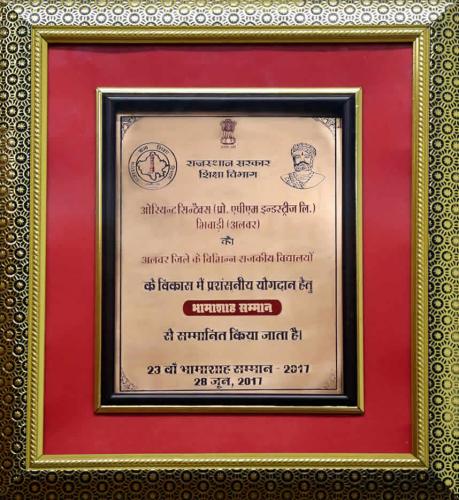 राजस्थान सरकार
शिक्षा विभाग
ओरियन्ट सिन्टैक्स (प्रो. एपीएम इन्डस्ट्रीज लि.)
भिवाड़ी (अलवर)
को
अलवर जिले के विभिन्न राजकीय विद्यालयों
के विकास में प्रशंसनीय योगदान हेतु
भामाशाह सम्मान
से सम्मानित किया जाता है।
23 वाँ भामाशाह सम्मान - 2017
28 जून, 2017